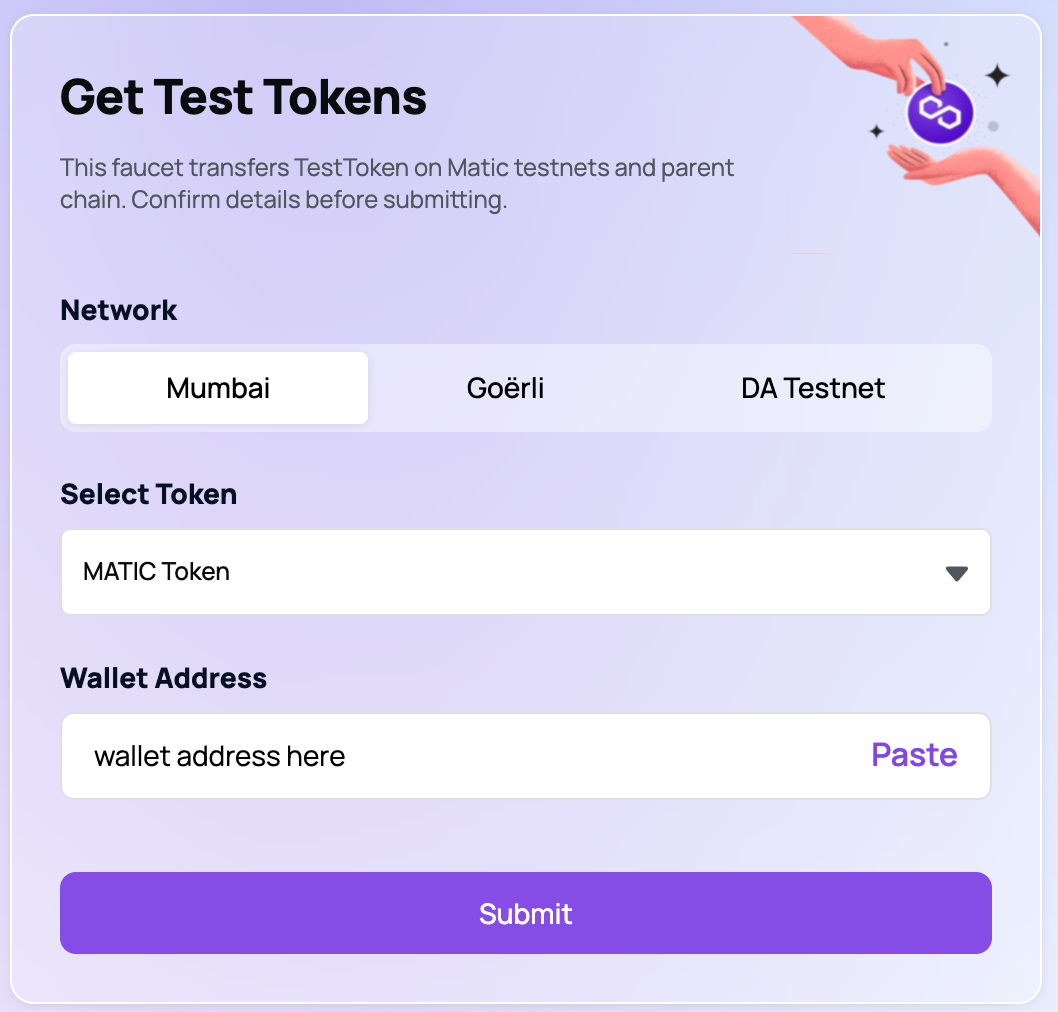 Get Test Tokens
This faucet transfers TestToken on Matic testnets and parent
chain. Confirm details before submitting.
Network
Mumbai Goërli DA Testnet
Select Token
MATIC Token
Wallet Address
wallet address here Paste
Submit